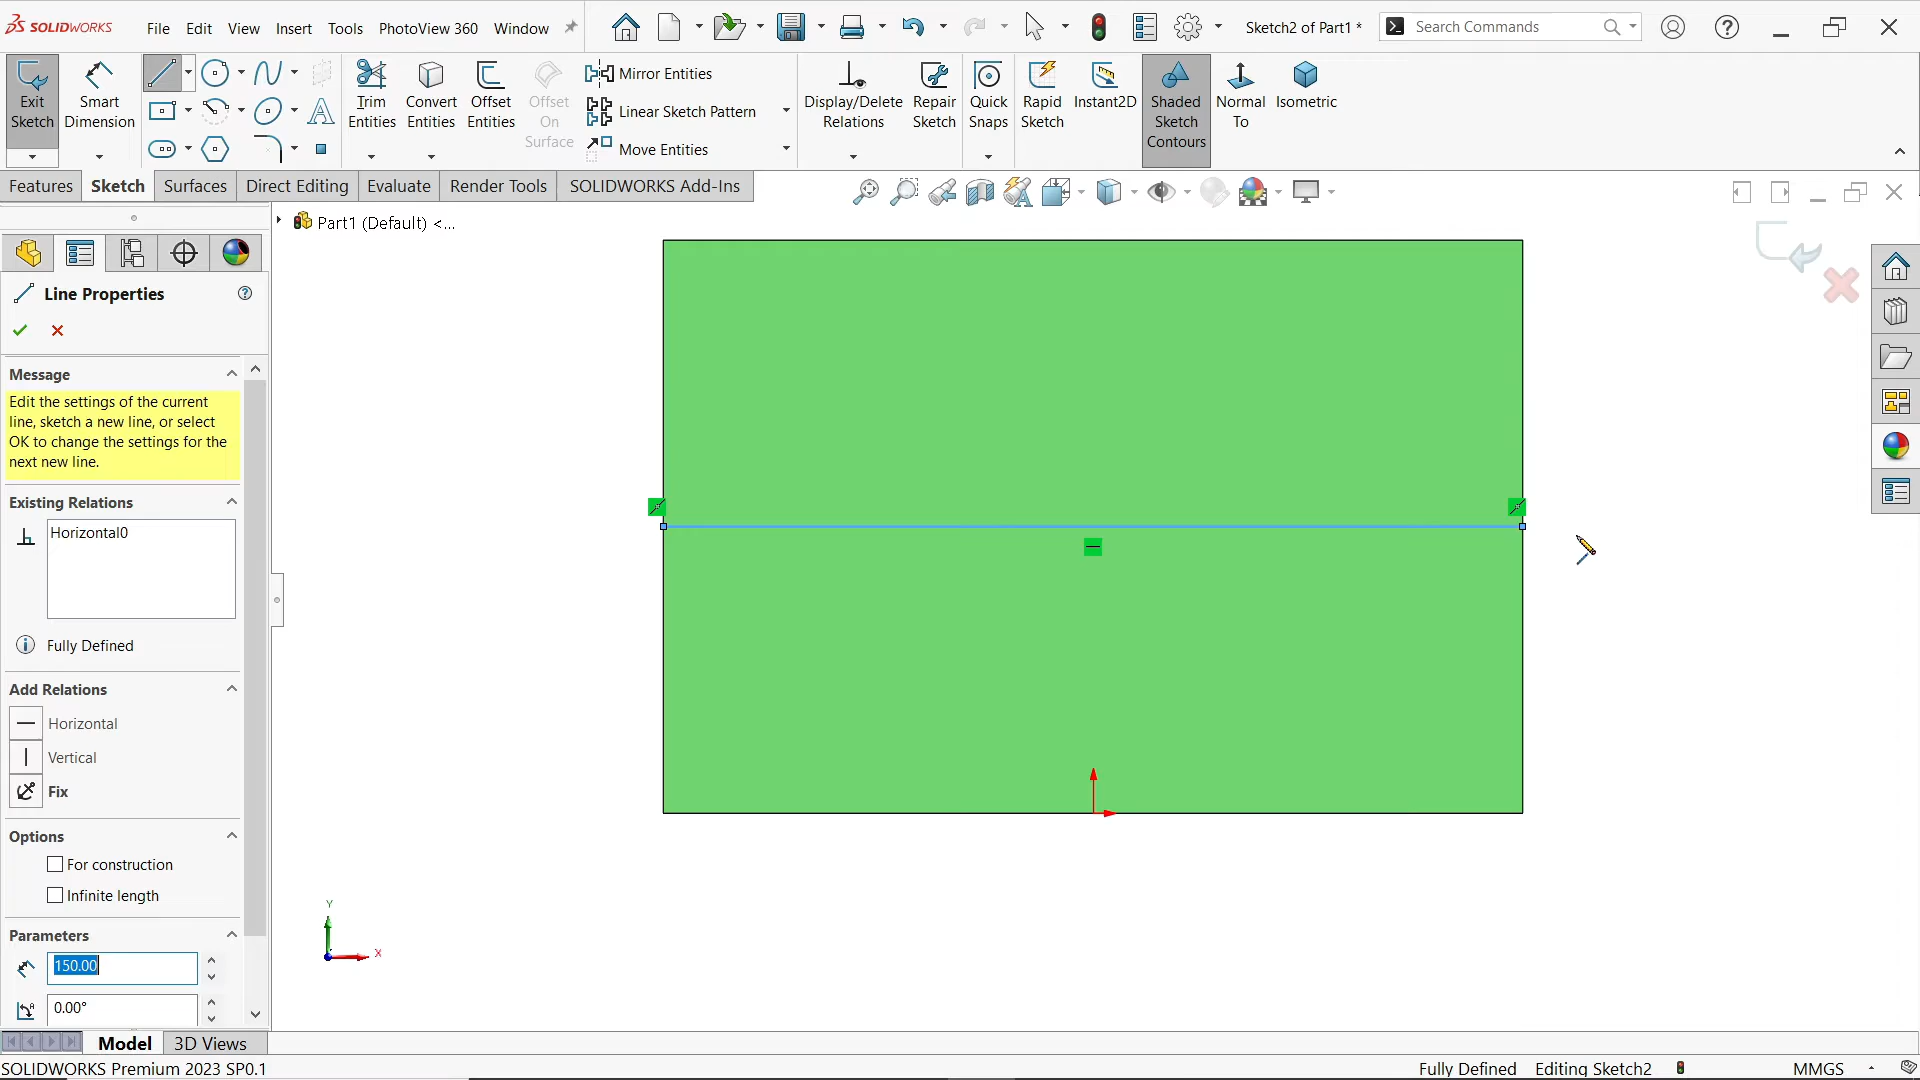 SOLIDWORKS
File Edit View Insert Tools PhotoView 360 Window
Sketch2 of Part1 *
Search Commands
Exit Sketch
Smart Dimension
Trim Entities
Convert Entities
Offset Entities
Offset On Surface
Mirror Entities
Linear Sketch Pattern
Move Entities
Display/Delete Relations
Repair Sketch
Quick Snaps
Rapid Sketch
Instant2D
Shaded Sketch Contours
Normal To
Isometric
Features Sketch Surfaces Direct Editing Evaluate Render Tools SOLIDWORKS Add-Ins
Part1 (Default) <...
Line Properties
Message
Edit the settings of the current
line, sketch a new line, or select
OK to change the settings for the
next new line.
Existing Relations
Horizontal0
Fully Defined
Add Relations
Horizontal
Vertical
Fix
Options
For construction
Infinite length
Parameters
150.00
0.00°
Y
X
Model 3D Views
SOLIDWORKS Premium 2023 SP0.1
Fully Defined Editing Sketch2 MMGS